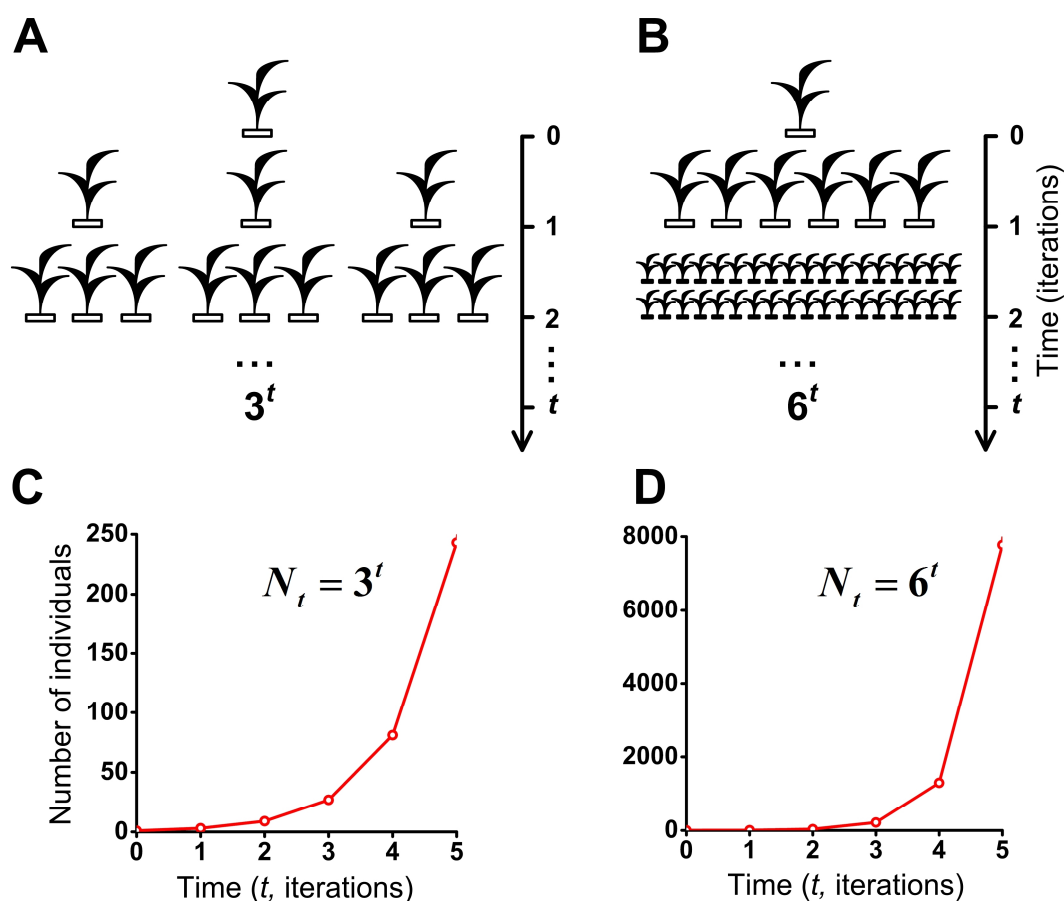 A
0
1
2
t
...
3^t
B
0
1
2
t
Time (iterations)
...
6^t
C
Number of individuals
250
200
150
100
50
0
N_t = 3^t
0 1 2 3 4 5
Time (t, iterations)
D
8000
6000
4000
2000
0
N_t = 6^t
0 1 2 3 4 5
Time (t, iterations)